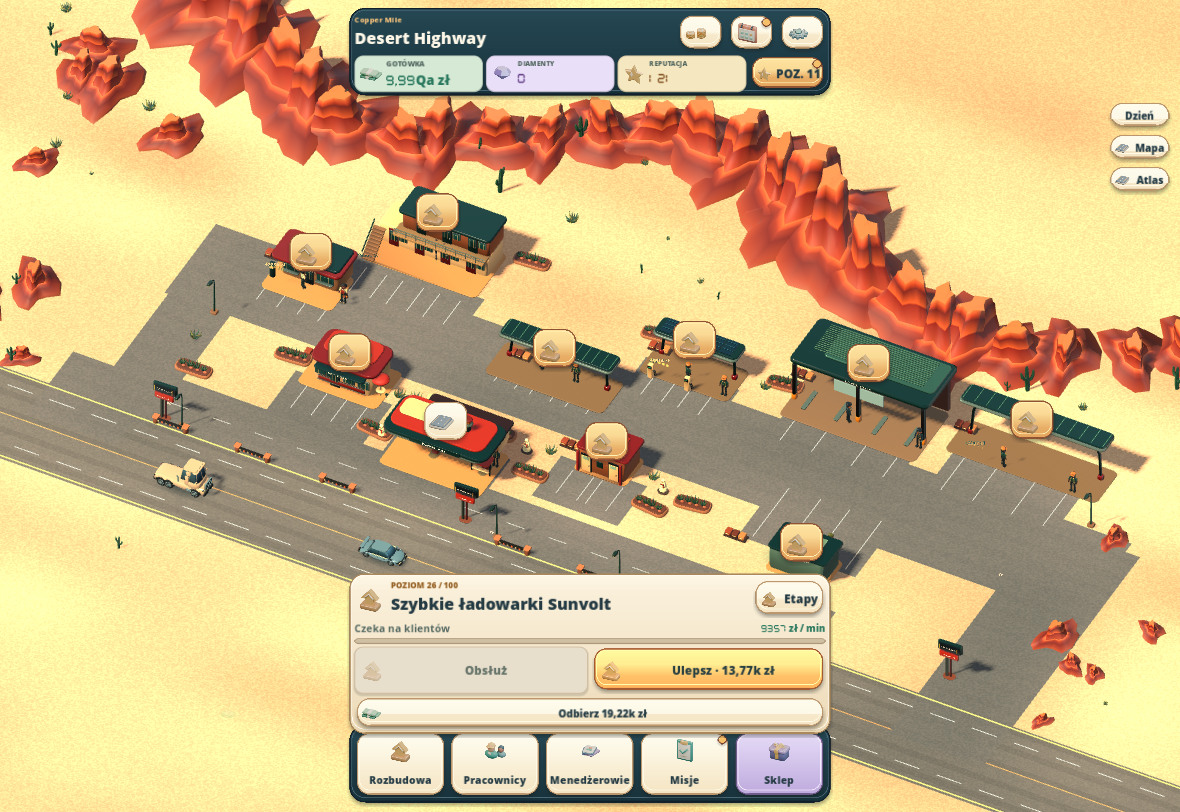 Copper Mile
Desert Highway
GOTÓWKA
9,99Qa zł
DIAMENTY
0
REPUTACJA
POZ. 11
Dzień
Mapa
Atlas
POZIOM 26 / 100
Szybkie ładowarki Sunvolt
Etapy
Czeka na klientów
9357 zł / min
Obsłuż
Ulepsz · 13,77k zł
Odbierz 19,22k zł
Rozbudowa
Pracownicy
Menedżerowie
Misje
Sklep